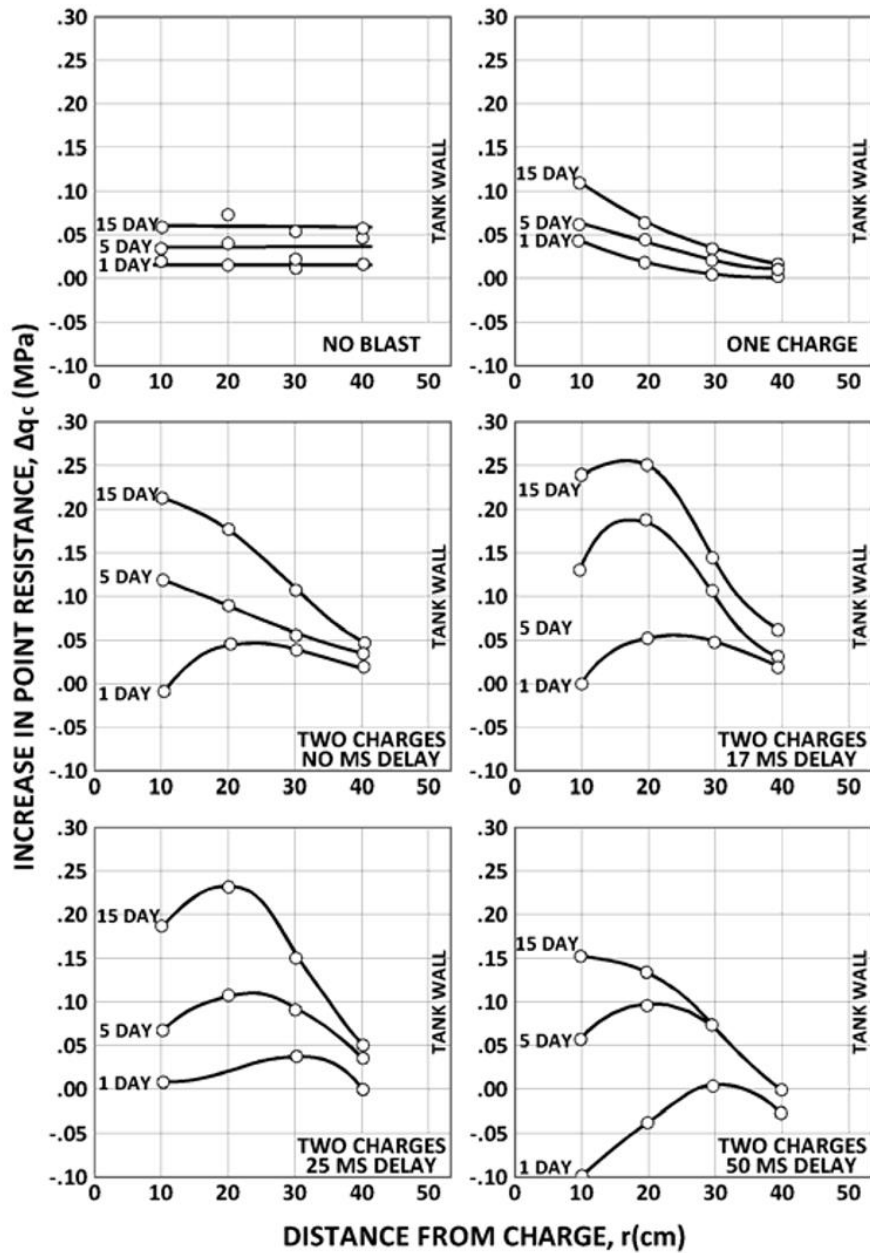 INCREASE IN POINT RESISTANCE, Δqc (MPa)
.30
.25
.20
.15
.10
.05
.00
-.05
-.10
15 DAY
5 DAY
1 DAY
TANK WALL
NO BLAST
0 10 20 30 40 50
.30
.25
.20
.15
.10
.05
.00
-.05
-.10
15 DAY
5 DAY
1 DAY
TANK WALL
ONE CHARGE
0 10 20 30 40 50
.30
.25
.20
.15
.10
.05
.00
-.05
-.10
15 DAY
5 DAY
1 DAY
TANK WALL
TWO CHARGES
NO MS DELAY
0 10 20 30 40 50
.30
.25
.20
.15
.10
.05
.00
-.05
-.10
15 DAY
5 DAY
1 DAY
TANK WALL
TWO CHARGES
17 MS DELAY
0 10 20 30 40 50
.30
.25
.20
.15
.10
.05
.00
-.05
-.10
15 DAY
5 DAY
1 DAY
TANK WALL
TWO CHARGES
25 MS DELAY
0 10 20 30 40 50
.30
.25
.20
.15
.10
.05
.00
-.05
-.10
15 DAY
5 DAY
1 DAY
TANK WALL
TWO CHARGES
50 MS DELAY
0 10 20 30 40 50
DISTANCE FROM CHARGE, r(cm)